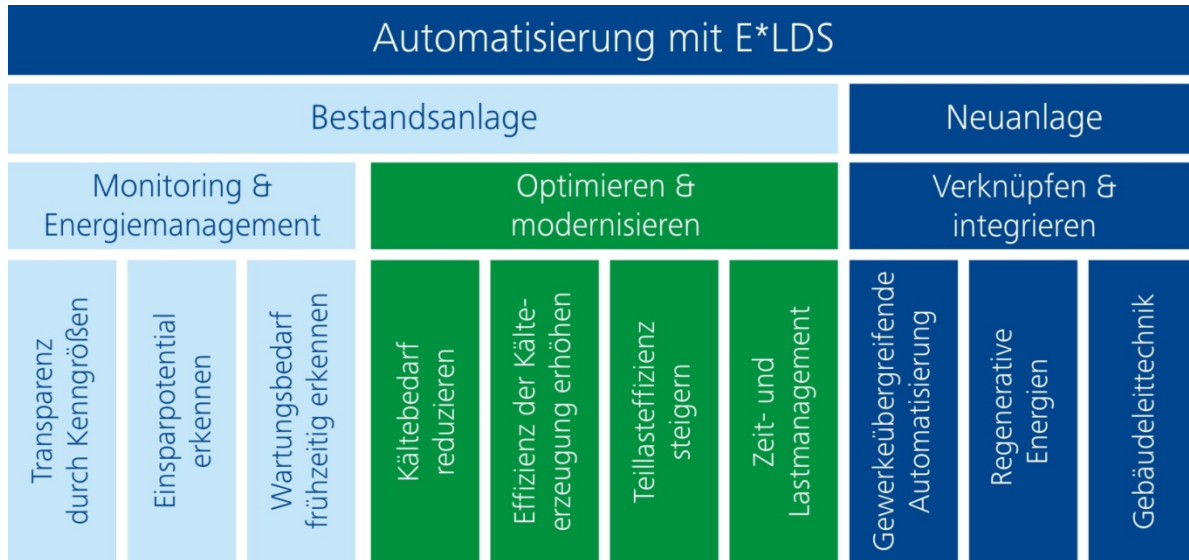 Automatisierung mit E*LDS
Bestandsanlage
Neuanlage
Monitoring &
Energiemanagement
Optimieren &
modernisieren
Verknüpfen &
integrieren
Transparenz
durch Kenngrößen
Einsparpotential
erkennen
Wartungsbedarf
frühzeitig erkennen
Kältebedarf
reduzieren
Effizienz der Kälte-
erzeugung erhöhen
Teillasteffizienz
steigern
Zeit- und
Lastmanagement
Gewerkeübergreifende
Automatisierung
Regenerative
Energien
Gebäudeleittechnik